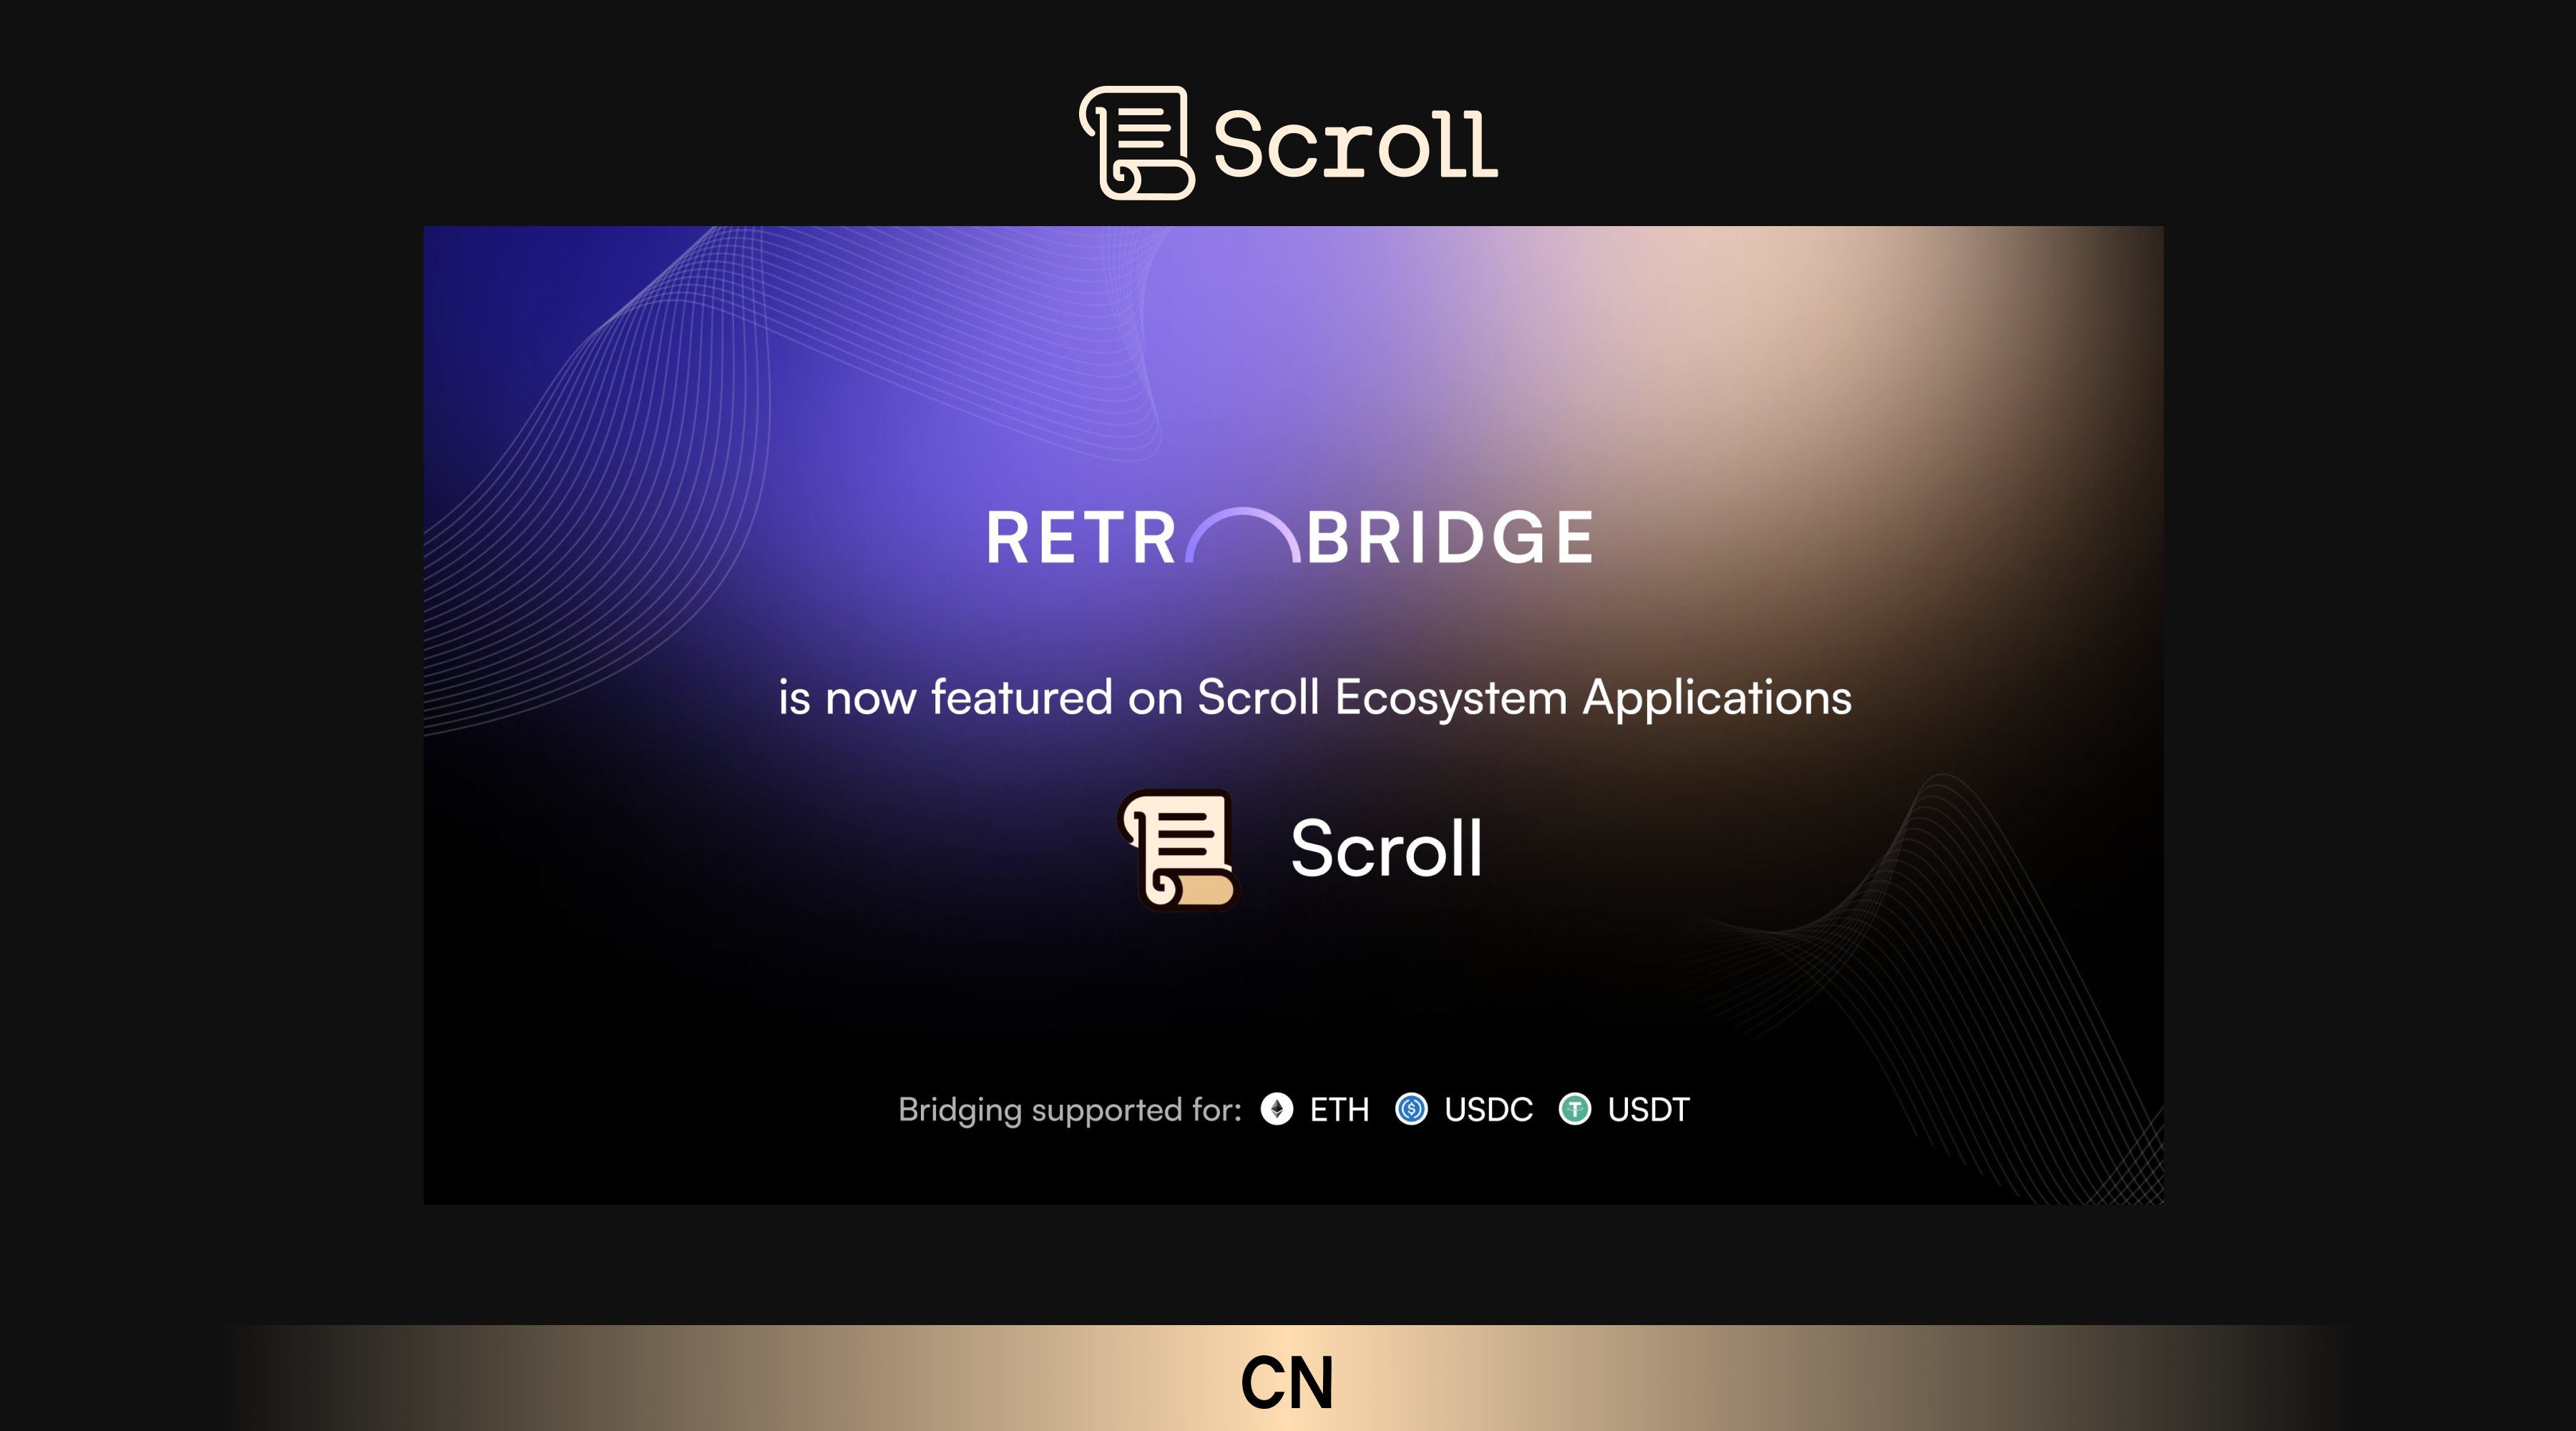 Scroll
RETROBRIDGE
is now featured on Scroll Ecosystem Applications
Scroll
Bridging supported for: ETH USDC USDT
CN